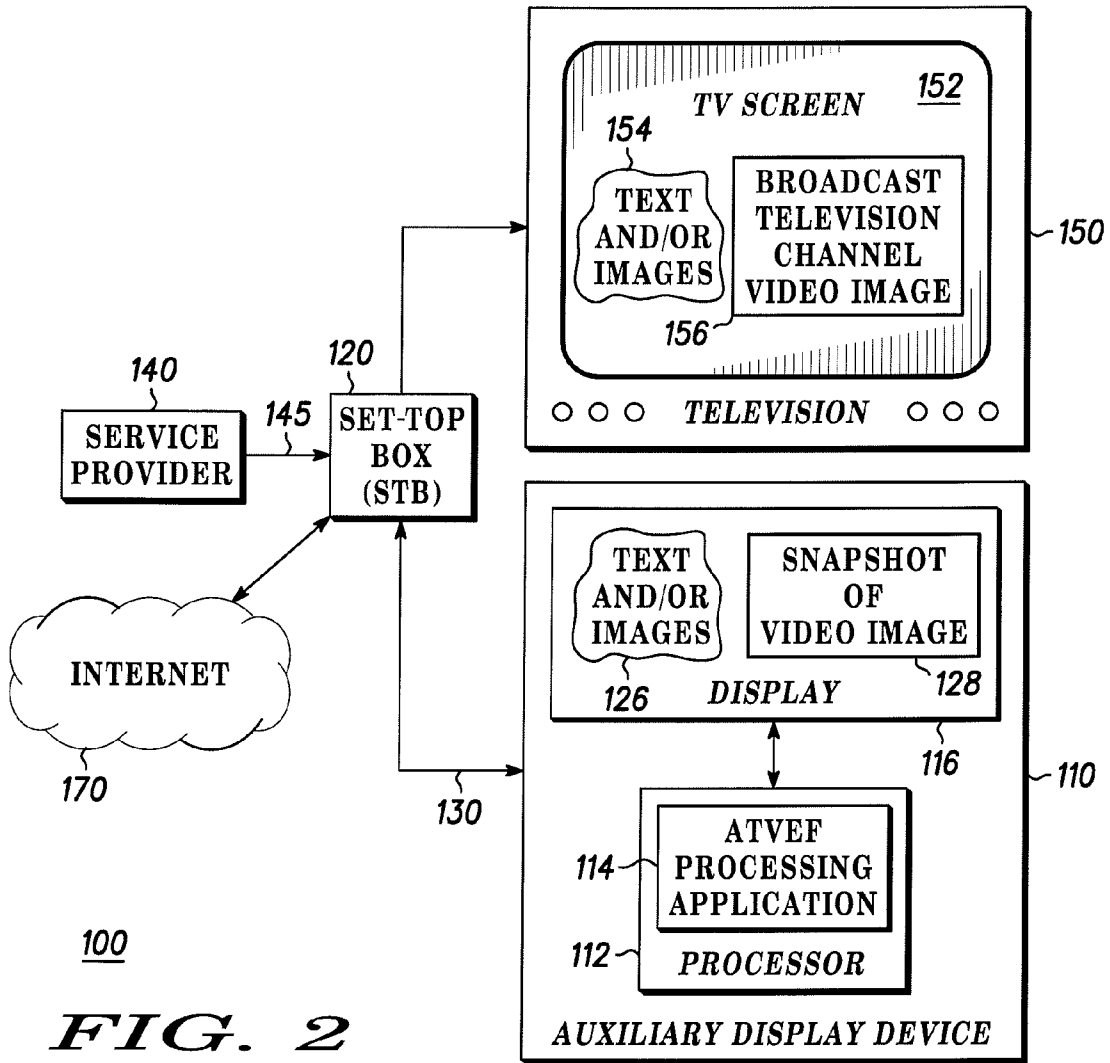 TV SCREEN
152
154
TEXT
AND/OR
IMAGES
BROADCAST
TELEVISION
CHANNEL
VIDEO IMAGE
156
150
TELEVISION
140
SERVICE
PROVIDER
145
120
SET-TOP
BOX
(STB)
INTERNET
170
130
TEXT
AND/OR
IMAGES
126
SNAPSHOT
OF
VIDEO IMAGE
128
DISPLAY
116
110
114
ATVEF
PROCESSING
APPLICATION
112
PROCESSOR
AUXILIARY DISPLAY DEVICE
100
FIG. 2